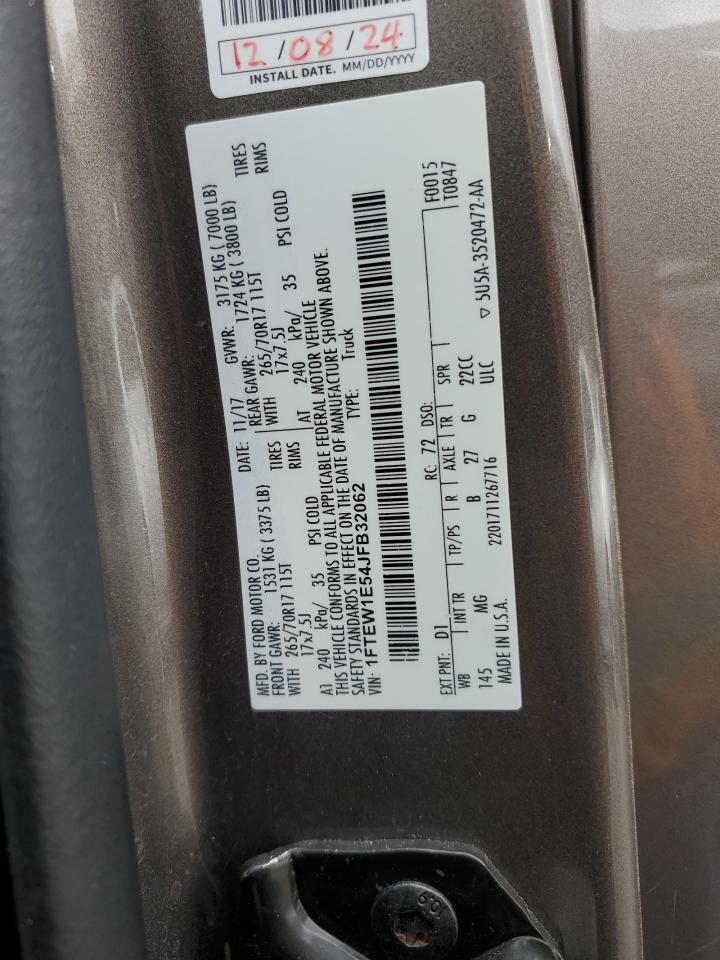 12/08/24
INSTALL DATE. MM/DD/YYYY
MFD. BY FORD MOTOR CO.
DATE: 11/17 GVWR: 3175 KG ( 7000 LB)
FRONT GAWR: 1531 KG ( 3375 LB) REAR GAWR: 1724 KG ( 3800 LB)
WITH 265/70R17 115T TIRES WITH 265/70R17 115T TIRES
17x7.5J RIMS 17x7.5J RIMS
AT 240 kPa/ 35 PSI COLD AT 240 kPa/ 35 PSI COLD
THIS VEHICLE CONFORMS TO ALL APPLICABLE FEDERAL MOTOR VEHICLE
SAFETY STANDARDS IN EFFECT ON THE DATE OF MANUFACTURE SHOWN ABOVE.
VIN: 1FTEW1E54JFB32062 TYPE: Truck
F0015
EXT PNT: D1 RC: 72 DSO: T0847
WB INT TR TP/PS R AXLE TR SPR
145 MG B 27 G 22CC
MADE IN U.S.A. 2201711267716 ULC ▽ 5U5A-3520472-AA
10.9